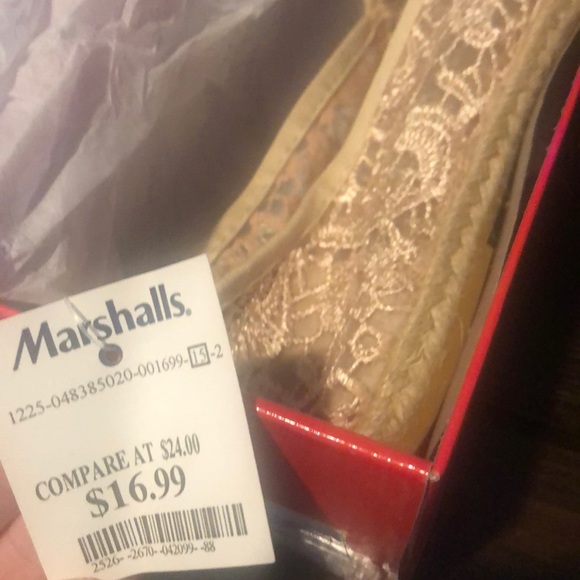 Marshalls.
1225-048385020-001699-15-2
COMPARE AT $24.00
$16.99
2526- -2670- -042099- -88